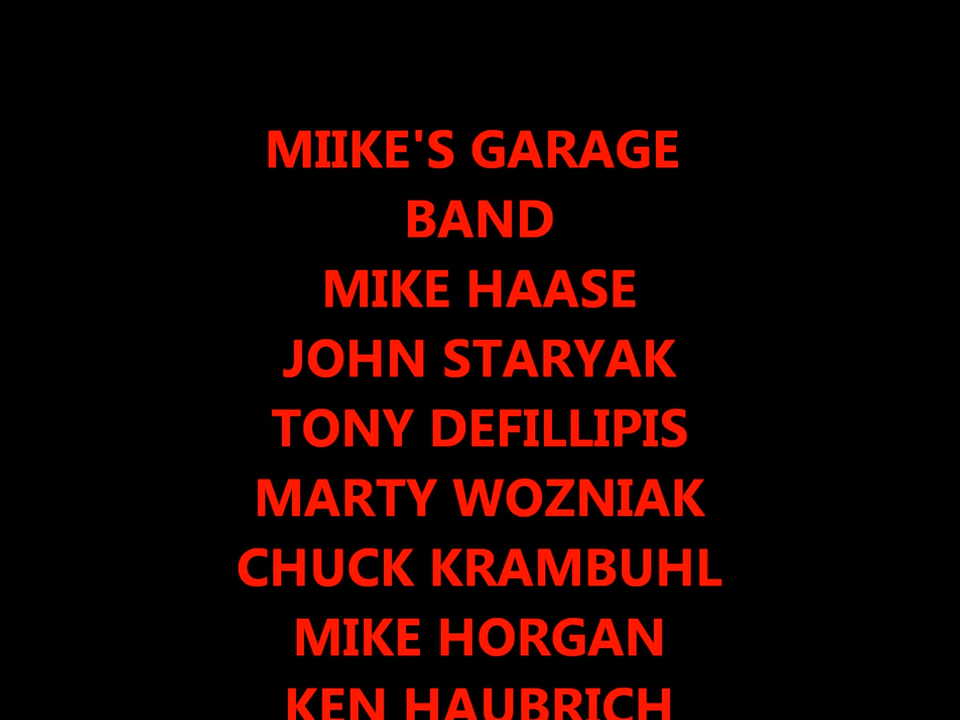 MIIKE'S GARAGE
BAND
MIKE HAASE
JOHN STARYAK
TONY DEFILLIPIS
MARTY WOZNIAK
CHUCK KRAMBUHL
MIKE HORGAN
KEN HAUBRICH